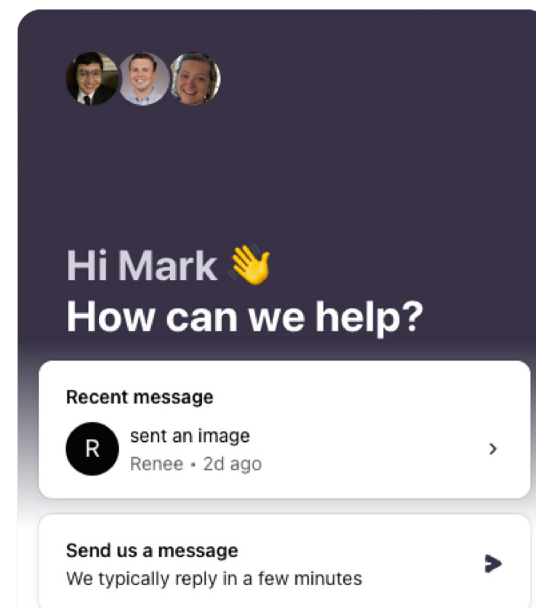 Hi Mark 👋
How can we help?
Recent message
R
sent an image
Renee • 2d ago
Send us a message
We typically reply in a few minutes